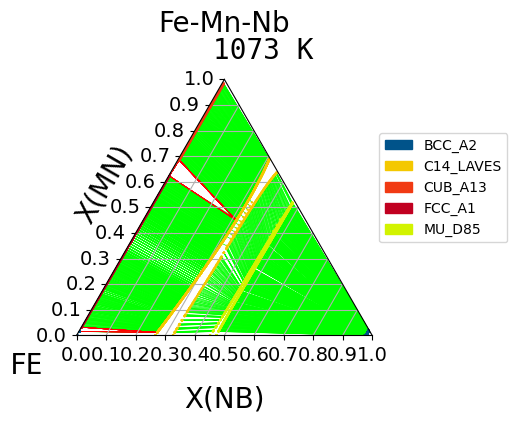 Fe-Mn-Nb
1073 K
1.0
0.9
0.8
0.7
0.6
0.5
0.4
0.3
0.2
0.1
0.0
X(MN)
0.00.10.20.30.40.50.60.70.80.91.0
FE
X(NB)
BCC_A2
C14_LAVES
CUB_A13
FCC_A1
MU_D85